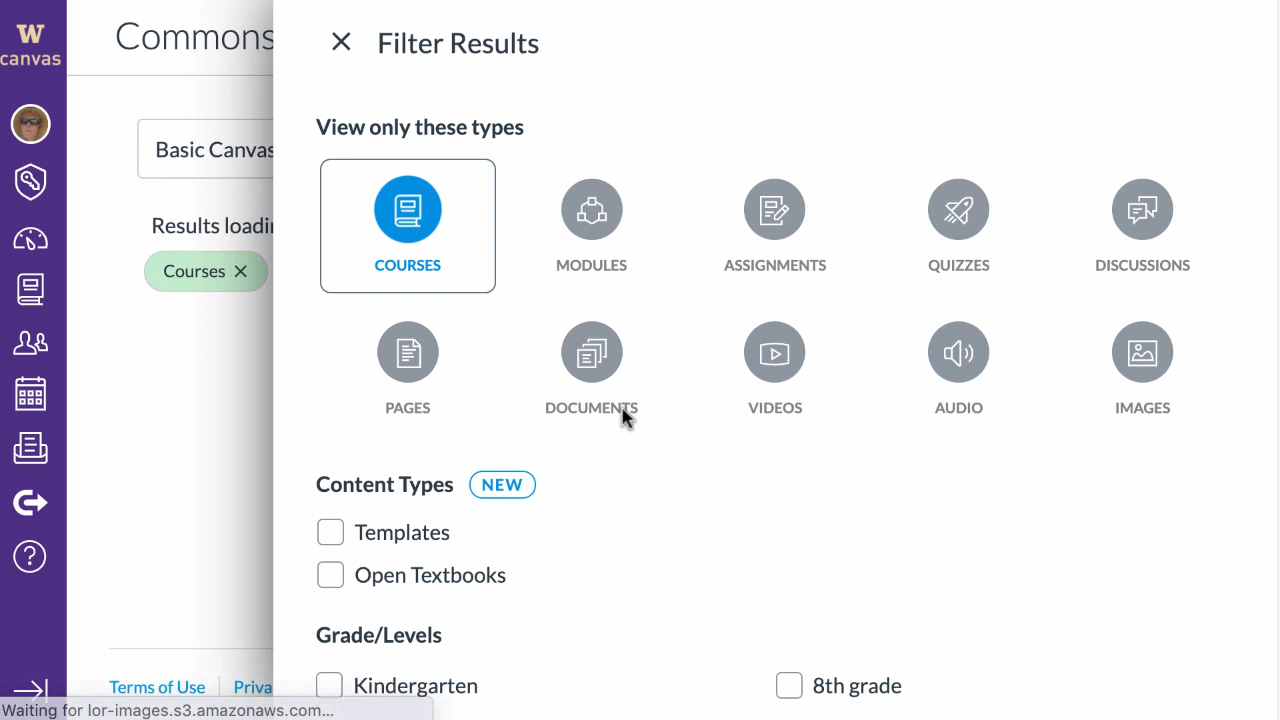 W
canvas
Commons
Basic Canvas
Results loadin
Courses ✕
Terms of Use
Priva
Waiting for lor-images.s3.amazonaws.com...
✕ Filter Results
View only these types
COURSES
MODULES
ASSIGNMENTS
QUIZZES
DISCUSSIONS
PAGES
DOCUMENTS
VIDEOS
AUDIO
IMAGES
Content Types NEW
Templates
Open Textbooks
Grade/Levels
Kindergarten
8th grade